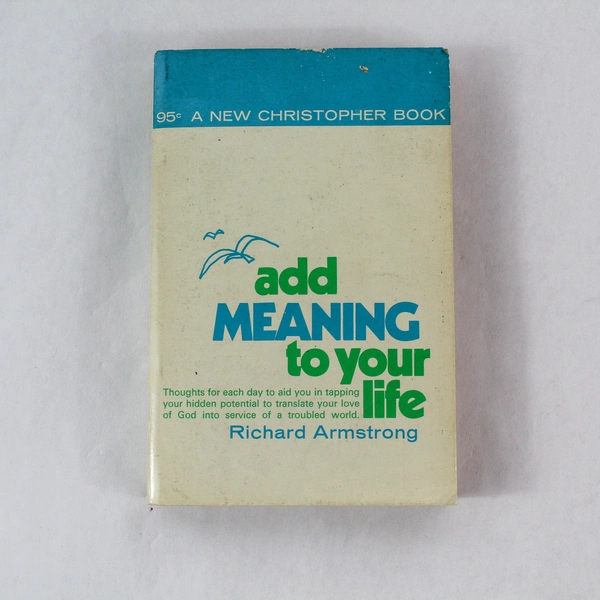 95¢ A NEW CHRISTOPHER BOOK
add
MEANING
to your
life
Thoughts for each day to aid you in tapping
your hidden potential to translate your love
of God into service of a troubled world.
Richard Armstrong